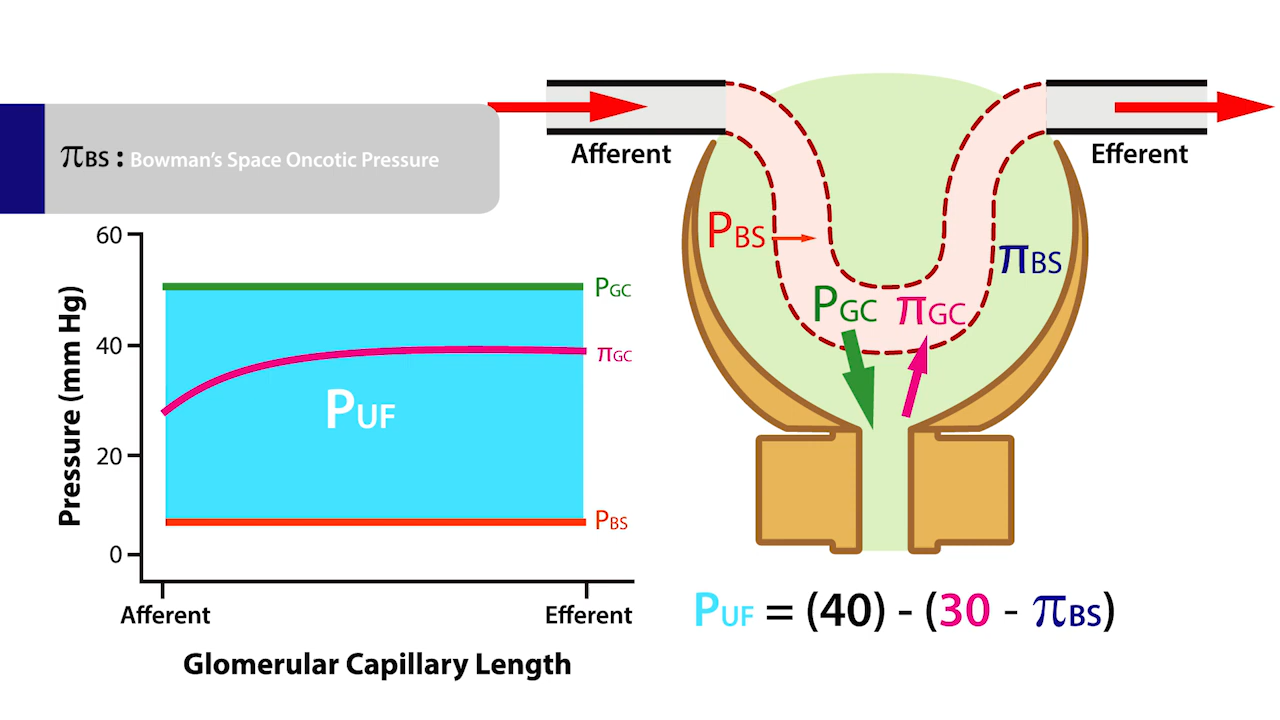 πBS : Bowman's Space Oncotic Pressure
Afferent
Efferent
PBS
πBS
PGC
πGC
60
40
20
0
Pressure (mm Hg)
PGC
πGC
PUF
PBS
Afferent
Efferent
Glomerular Capillary Length
PUF = (40) - (30 - πBS)